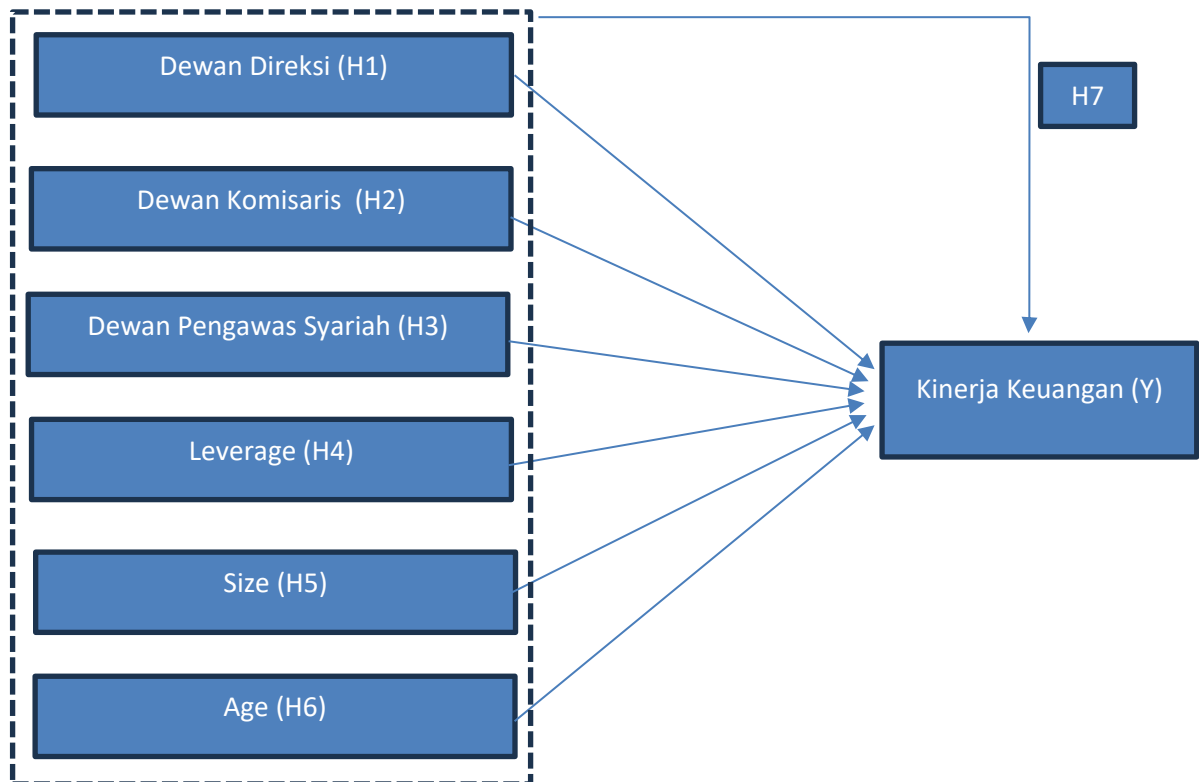 Dewan Direksi (H1)
H7
Dewan Komisaris (H2)
Dewan Pengawas Syariah (H3)
Kinerja Keuangan (Y)
Leverage (H4)
Size (H5)
Age (H6)